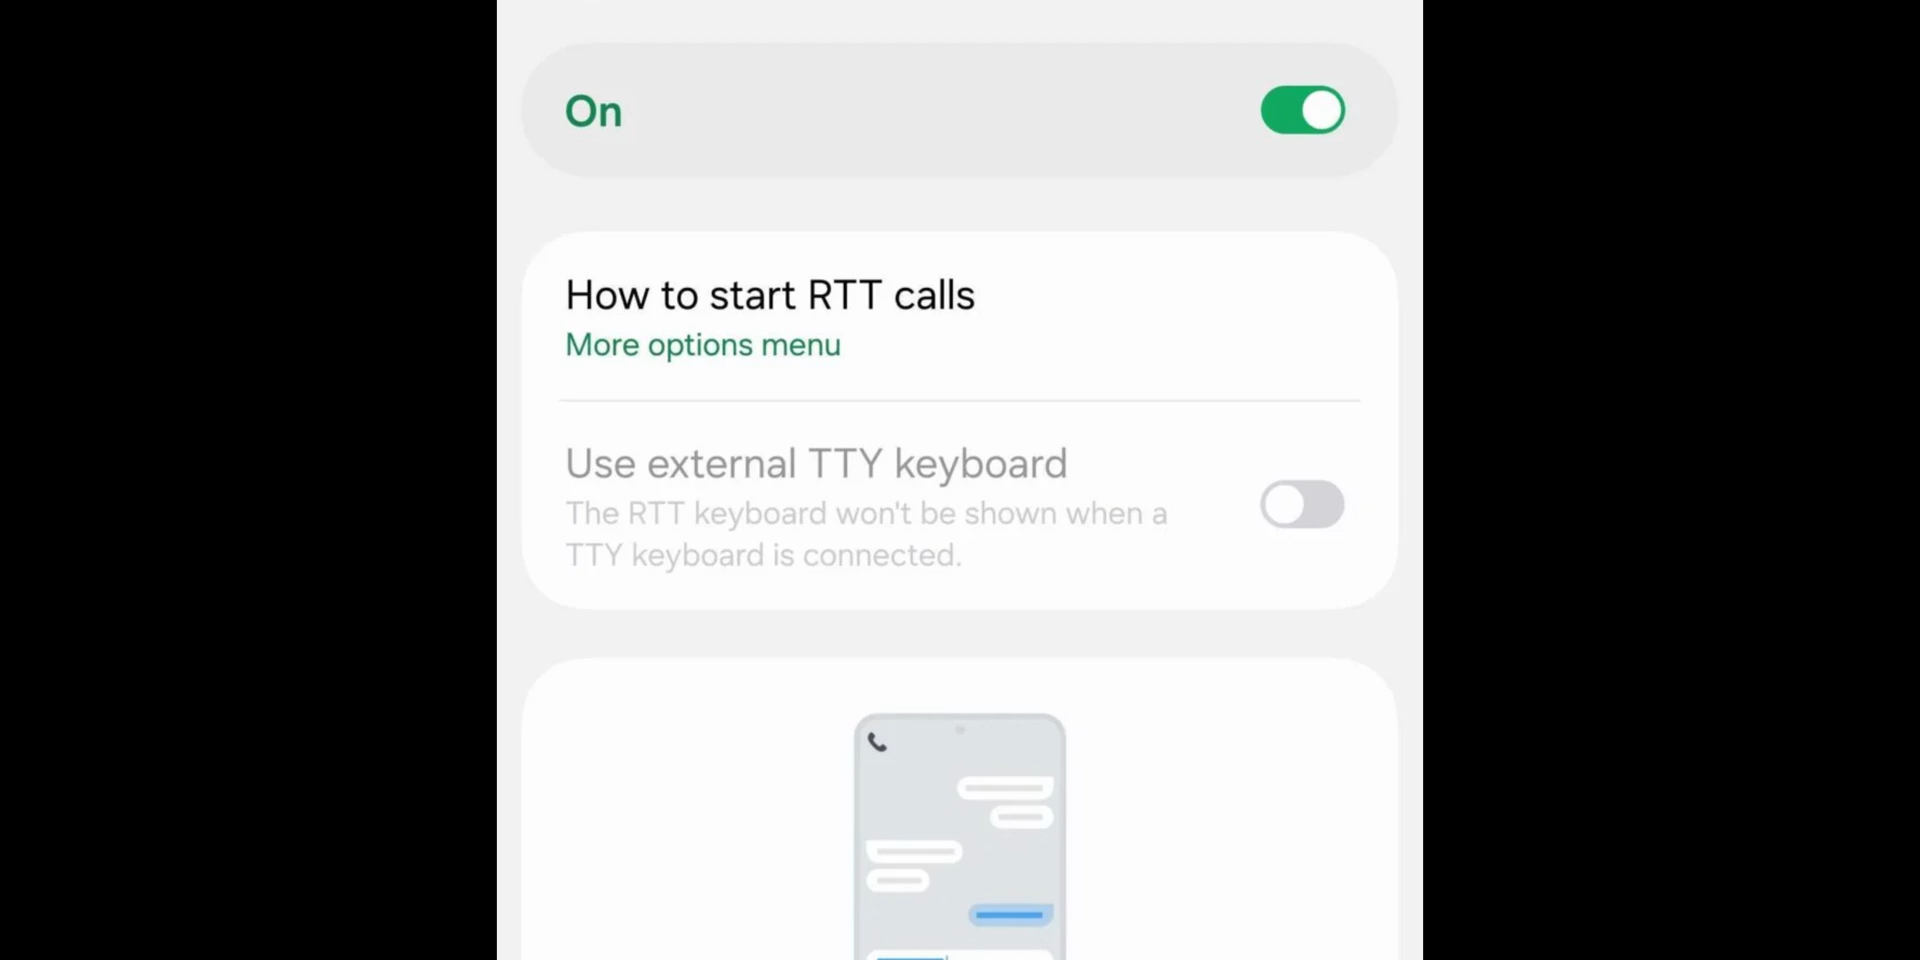 On
How to start RTT calls
More options menu
Use external TTY keyboard
The RTT keyboard won't be shown when a
TTY keyboard is connected.